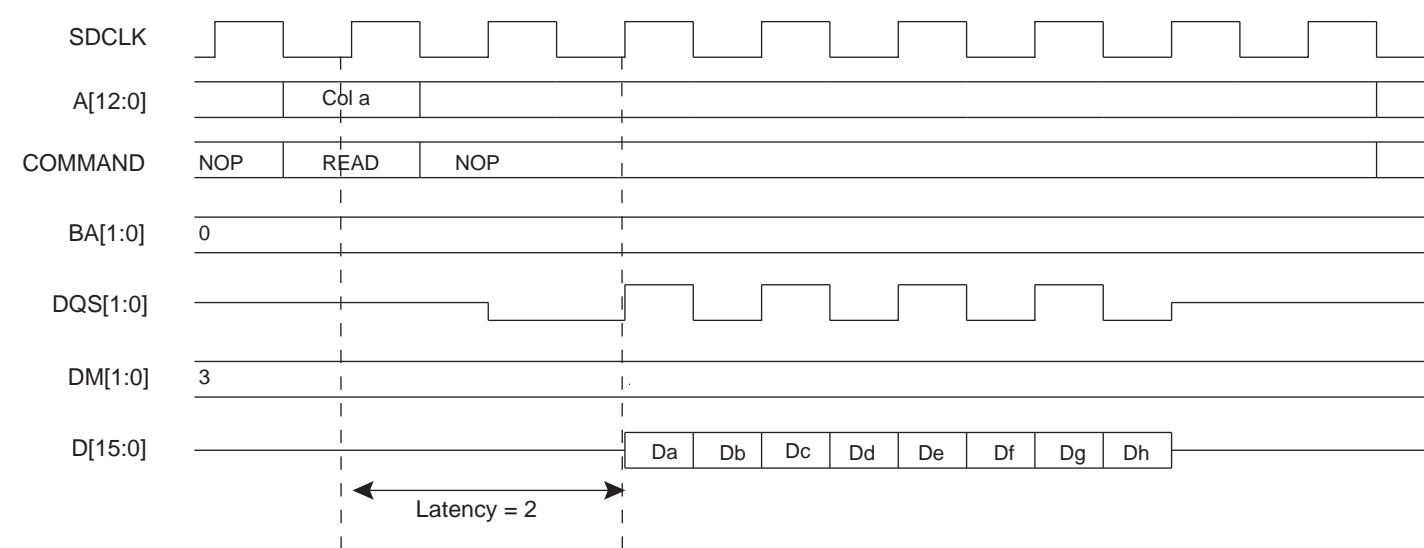 SDCLK
A[12:0] Col a
COMMAND NOP READ NOP
BA[1:0] 0
DQS[1:0]
DM[1:0] 3
D[15:0] Da Db Dc Dd De Df Dg Dh
Latency = 2